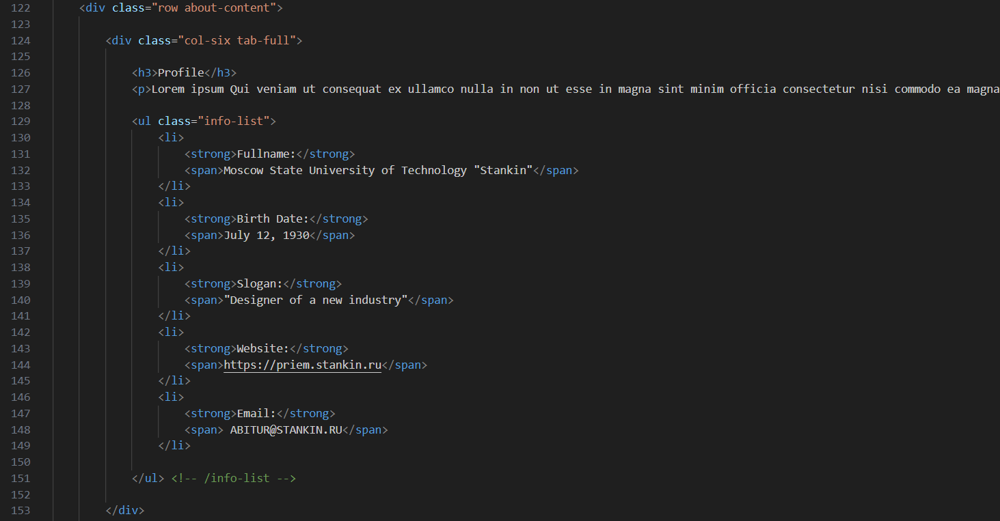 122 <div class="row about-content">
123
124 <div class="col-six tab-full">
125
126 <h3>Profile</h3>
127 <p>Lorem ipsum Qui veniam ut consequat ex ullamco nulla in non ut esse in magna sint minim officia consectetur nisi commodo ea magna
128
129 <ul class="info-list">
130 <li>
131 <strong>Fullname:</strong>
132 <span>Moscow State University of Technology "Stankin"</span>
133 </li>
134 <li>
135 <strong>Birth Date:</strong>
136 <span>July 12, 1930</span>
137 </li>
138 <li>
139 <strong>Slogan:</strong>
140 <span>"Designer of a new industry"</span>
141 </li>
142 <li>
143 <strong>Website:</strong>
144 <span>https://priem.stankin.ru</span>
145 </li>
146 <li>
147 <strong>Email:</strong>
148 <span> ABITUR@STANKIN.RU</span>
149 </li>
150
151 </ul> <!-- /info-list -->
152
153 </div>